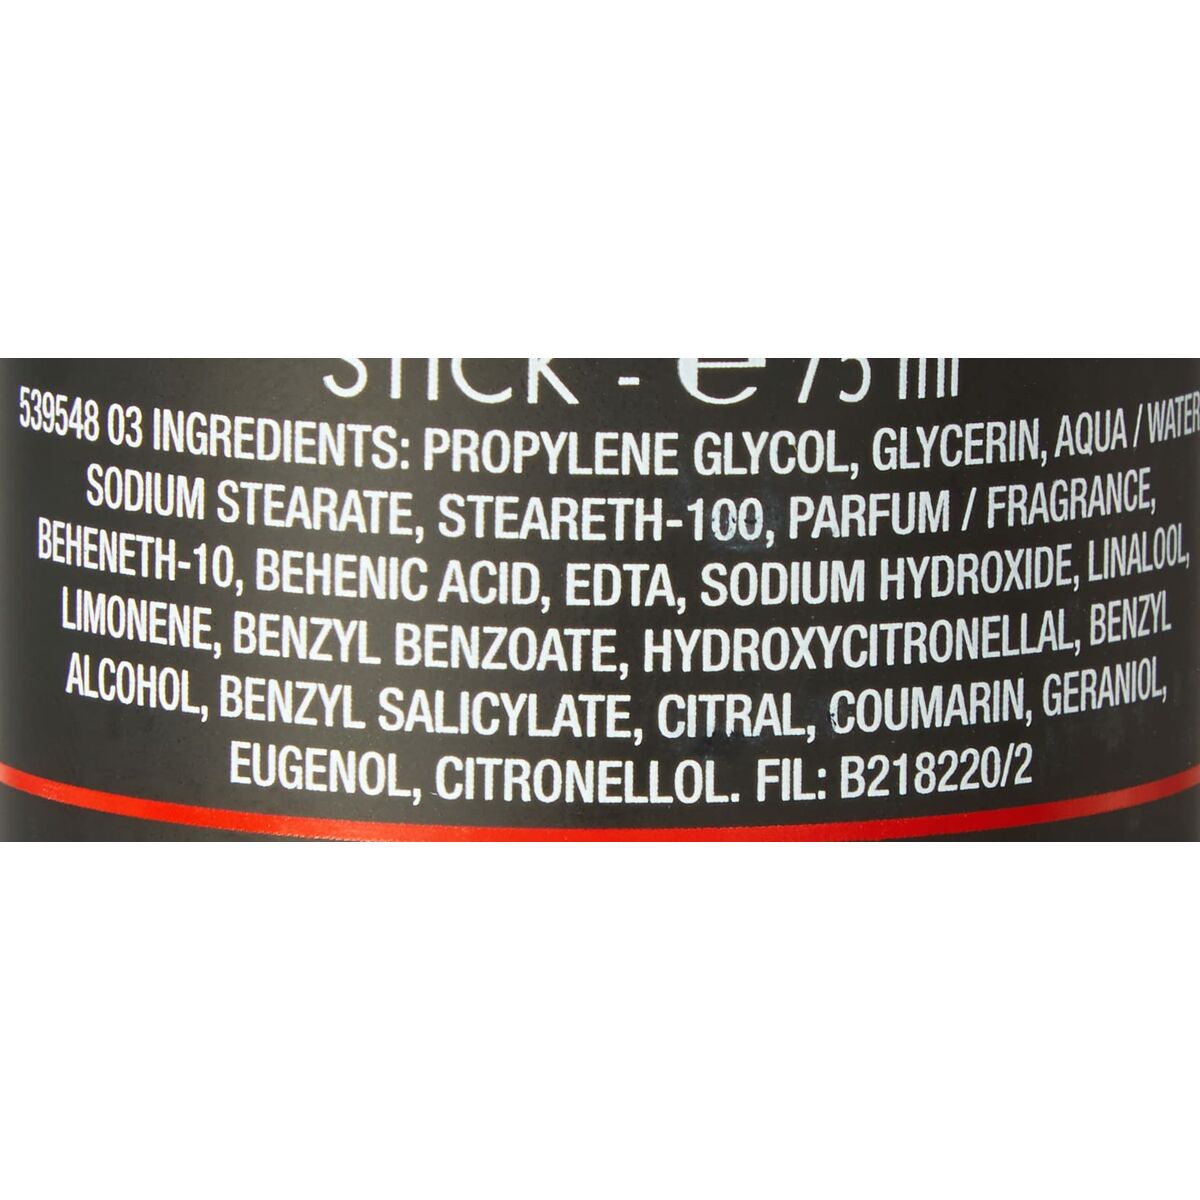 STICK - ℮ 75 ml
539548 03 INGREDIENTS: PROPYLENE GLYCOL, GLYCERIN, AQUA / WATER
SODIUM STEARATE, STEARETH-100, PARFUM / FRAGRANCE,
BEHENETH-10, BEHENIC ACID, EDTA, SODIUM HYDROXIDE, LINALOOL,
LIMONENE, BENZYL BENZOATE, HYDROXYCITRONELLAL, BENZYL
ALCOHOL, BENZYL SALICYLATE, CITRAL, COUMARIN, GERANIOL,
EUGENOL, CITRONELLOL. FIL: B218220/2